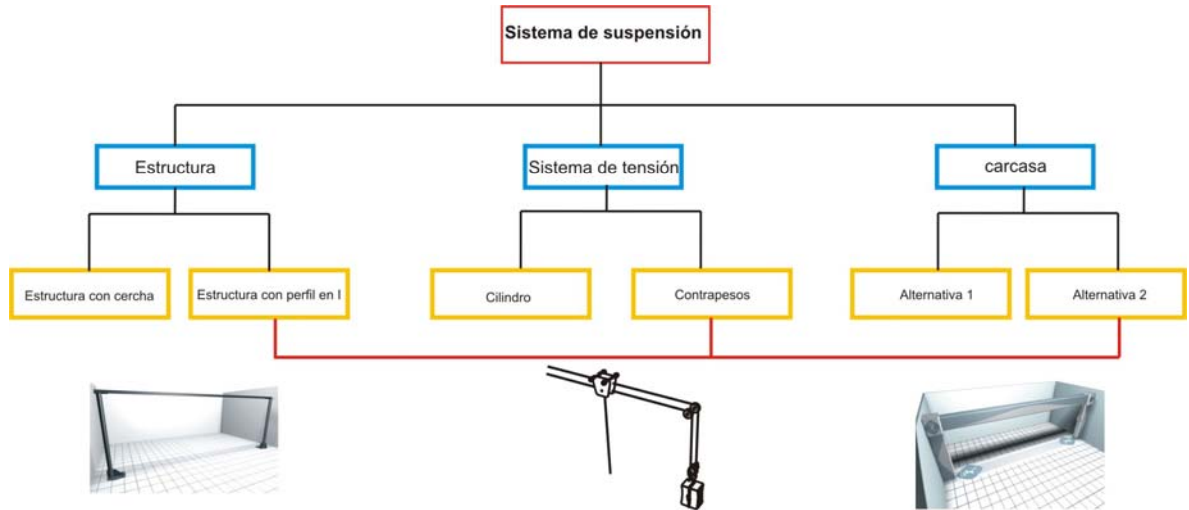 Sistema de suspensión
Estructura
Sistema de tensión
carcasa
Estructura con cercha
Estructura con perfil en I
Cilindro
Contrapesos
Alternativa 1
Alternativa 2